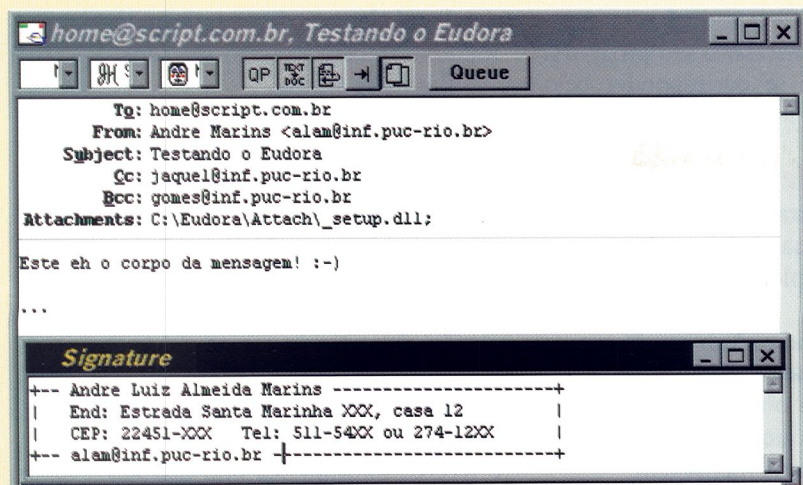 home@script.com.br, Testando o Eudora
QP TEXT DOC Queue
To: home@script.com.br
From: Andre Marins <alam@inf.puc-rio.br>
Subject: Testando o Eudora
Cc: jaquel@inf.puc-rio.br
Bcc: gomes@inf.puc-rio.br
Attachments: C:\Eudora\Attach\_setup.dll;
Este eh o corpo da mensagem! :-)
...
Signature
+-- Andre Luiz Almeida Marins ----------------------+
| End: Estrada Santa Marinha XXX, casa 12 |
| CEP: 22451-XXX Tel: 511-54XX ou 274-12XX |
+-- alam@inf.puc-rio.br ----------------------------+